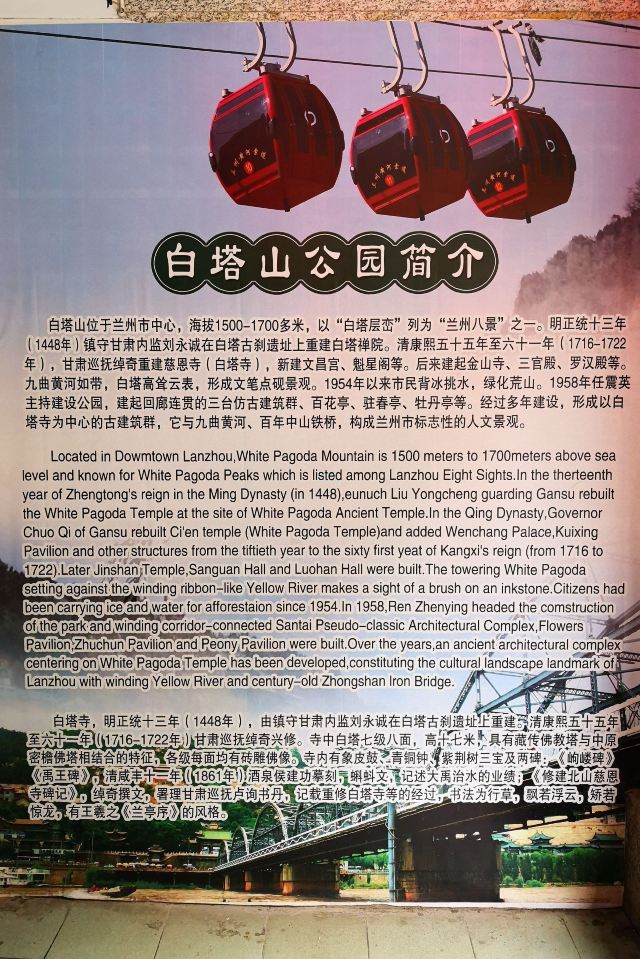 白塔山公园简介
白塔山位于兰州市中心，海拔1500-1700多米，以“白塔层峦”列为“兰州八景”之一。明正统十三年
（1448年）镇守甘肃内监刘永诚在白塔古刹遗址上重建白塔禅院。清康熙五十五年至六十一年（1716-1722
年），甘肃巡抚绰奇重建慈恩寺（白塔寺），新建文昌宫、魁星阁等。后来建起金山寺、三官殿、罗汉殿等。
九曲黄河如带，白塔高耸云表，形成文笔点砚景观。1954年以来市民背冰挑水，绿化荒山。1958年任震英
主持建设公园，建起回廊连贯的三台仿古建筑群、百花亭、驻春亭、牡丹亭等。经过多年建设，形成以白
塔寺为中心的古建筑群，它与九曲黄河、百年中山铁桥，构成兰州市标志性的人文景观。
Located in Dowmtown Lanzhou,White Pagoda Mountain is 1500 meters to 1700meters above sea
level and known for White Pagoda Peaks which is listed among Lanzhou Eight Sights.In the therteenth
year of Zhengtong's reign in the Ming Dynasty (in 1448),eunuch Liu Yongcheng guarding Gansu rebuilt
the White Pagoda Temple at the site of White Pagoda Ancient Temple.In the Qing Dynasty,Governor
Chuo Qi of Gansu rebuilt Ci'en temple (White Pagoda Temple)and added Wenchang Palace,Kuixing
Pavilion and other structures from the tiftieth year to the sixty first yeat of Kangxi's reign (from 1716 to
1722).Later Jinshan Temple,Sanguan Hall and Luohan Hall were built.The towering White Pagoda
setting against the winding ribbon-like Yellow River makes a sight of a brush on an inkstone.Citizens had
been carrying ice and water for afforestaion since 1954.In 1958,Ren Zhenying headed the comstruction
of the park and winding corridor-connected Santai Pseudo-classic Architectural Complex,Flowers
Pavilion,Zhuchun Pavilion and Peony Pavilion were built.Over the years,an ancient architectural complex
centering on White Pagoda Temple has been developed,constituting the cultural landscape landmark of
Lanzhou with winding Yellow River and century-old Zhongshan Iron Bridge.
白塔寺，明正统十三年（1448年），由镇守甘肃内监刘永诚在白塔古刹遗址上重建，清康熙五十五年
至六十一年（1716-1722年）甘肃巡抚绰奇兴修。寺中白塔七级八面，高十七米，具有藏传佛教塔与中原
密檐佛塔相结合的特征，各级每面均有砖雕佛像。寺内有象皮鼓、青铜钟、紫荆树三宝及两碑：《岣嵝碑》
《禹王碑》，清咸丰十一年（1861年）酒泉侯建功摹刻，蝌蚪文，记述大禹治水的业绩；《修建北山慈恩
寺碑记》，绰奇撰文，署理甘肃巡抚卢询书丹，记载重修白塔寺等的经过，书法为行草，飘若浮云，矫若
惊龙，有王羲之《兰亭序》的风格。